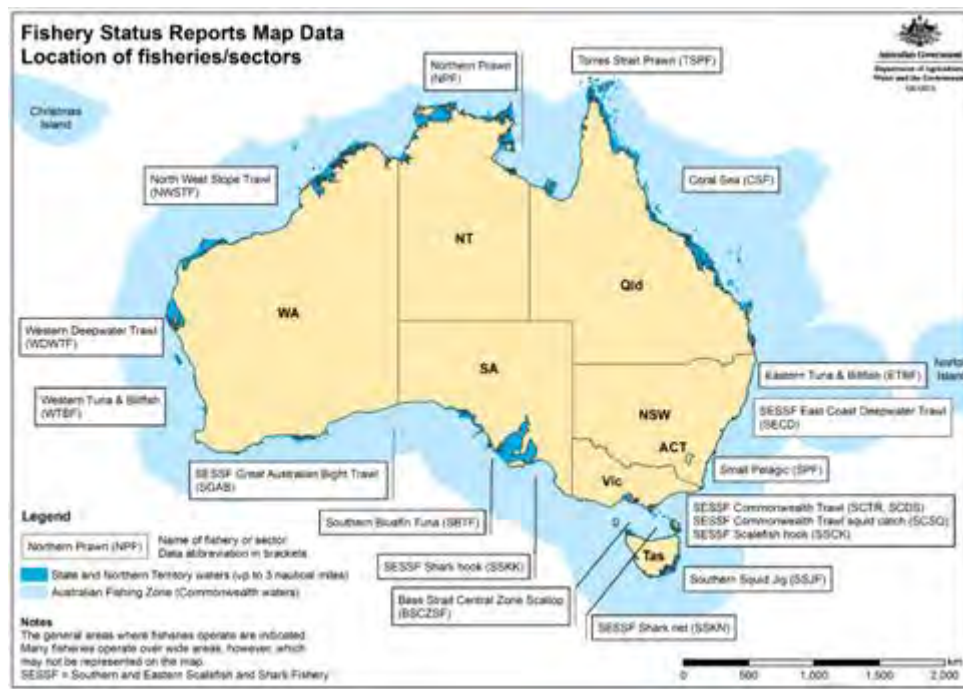 Fishery Status Reports Map Data
Location of fisheries/sectors
Australian Government
Department of Agriculture,
Water and the Environment
Christmas
Island
Northern Prawn
(NPF)
Torres Strait Prawn (TSPF)
North West Slope Trawl
(NWSTF)
Coral Sea (CSF)
NT
Qld
WA
SA
Western Deepwater Trawl
(WDWTF)
Eastern Tuna & Billfish (ETBF)
Norfolk
Island
Western Tuna & Billfish
(WTBF)
NSW
SESSF East Coast Deepwater Trawl
(SECD)
ACT
SESSF Great Australian Bight Trawl
(SGAB)
Small Pelagic (SPF)
Vic
SESSF Commonwealth Trawl (SCTR, SCDS)
SESSF Commonwealth Trawl squid catch (SCSQ)
SESSF Scalefish hook (SSCK)
Southern Bluefin Tuna (SBTF)
SESSF Shark hook (SSKK)
Tas
Southern Squid Jig (SSJF)
Bass Strait Central Zone Scallop
(BSCZSF)
SESSF Shark net (SSKN)
Legend
Northern Prawn (NPF)
Name of fishery or sector
Data abbreviation in brackets
State and Northern Territory waters (up to 3 nautical miles)
Australian Fishing Zone (Commonwealth waters)
Notes
The general areas where fisheries operate are indicated.
Many fisheries operate over wide areas, however, which
may not be represented on the map.
SESSF = Southern and Eastern Scalefish and Shark Fishery
km
0 500 1,000 1,500 2,000